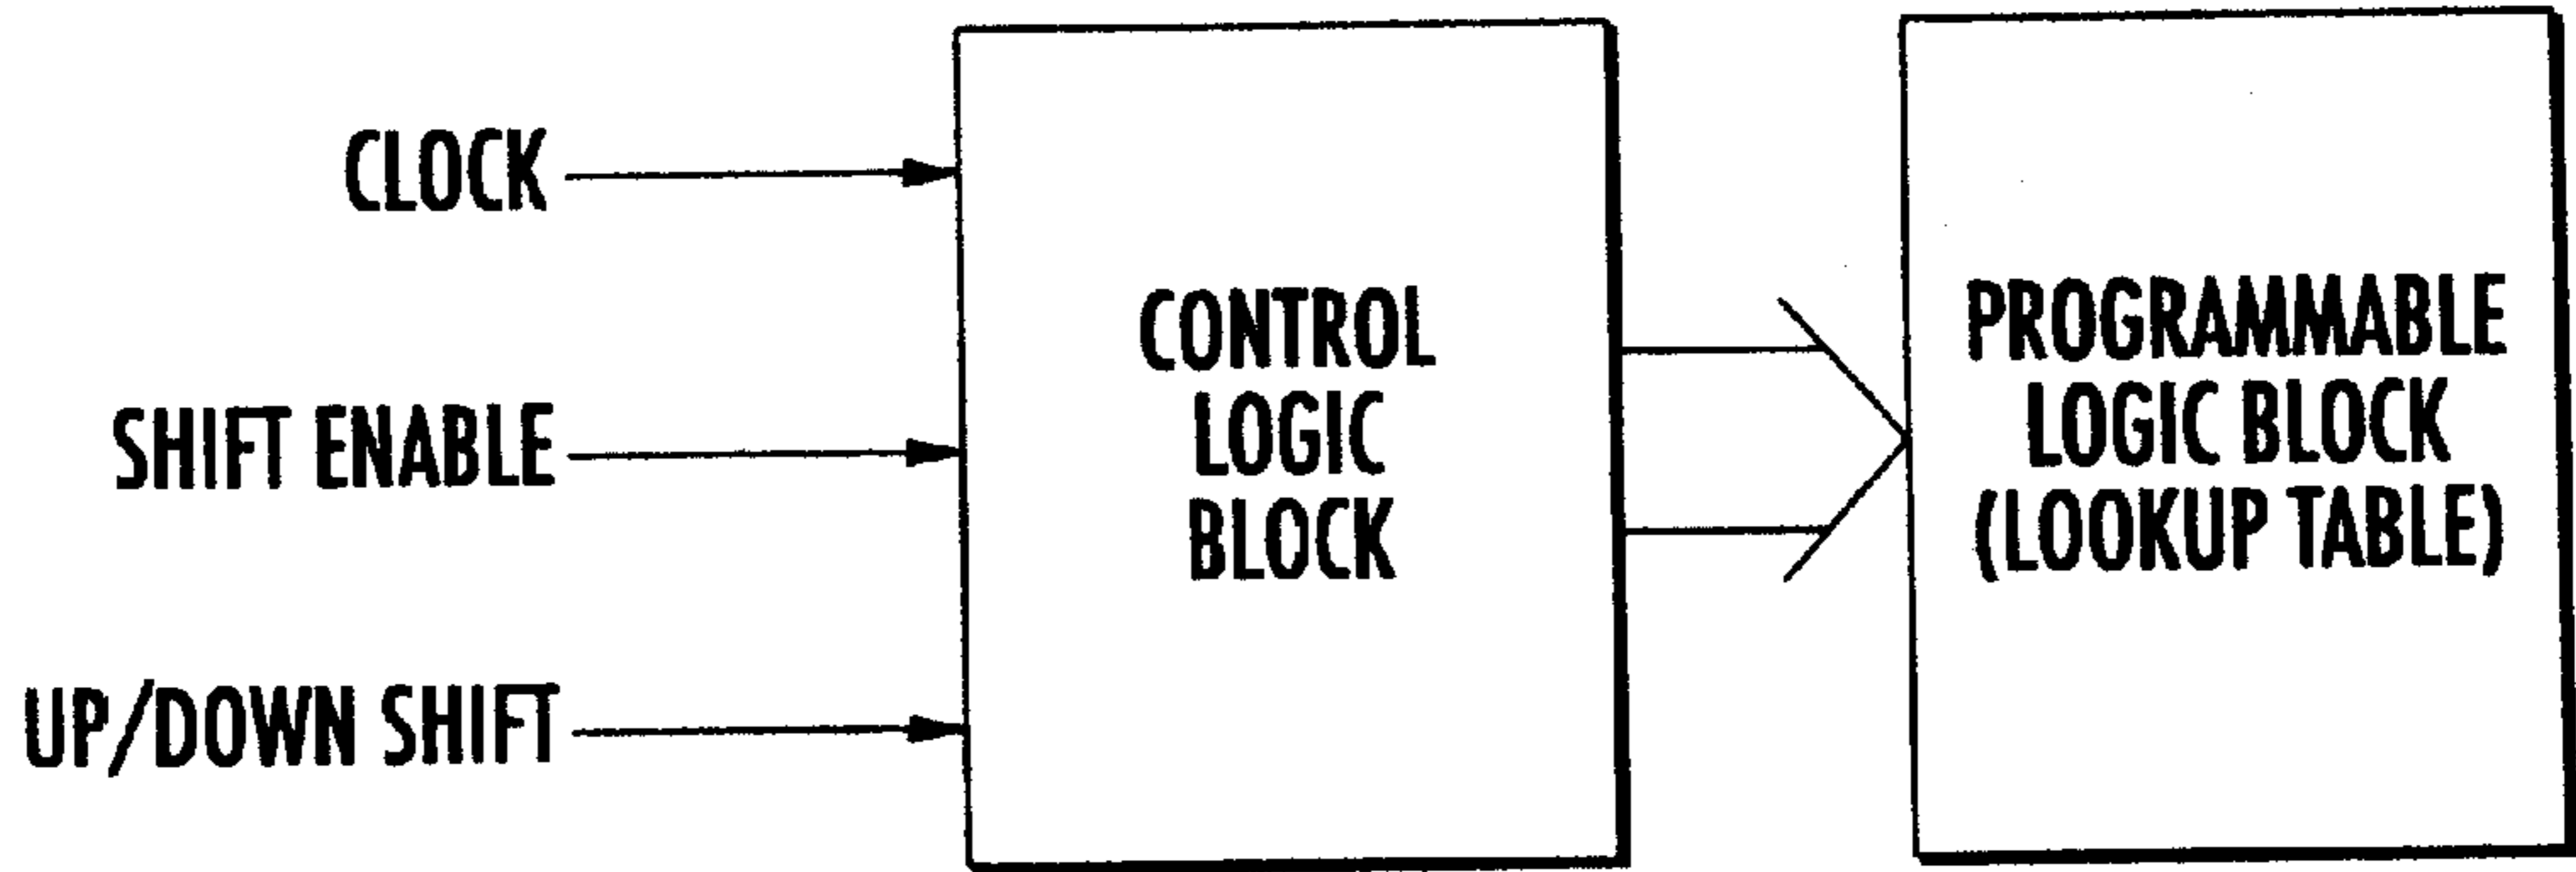 CLOCK
SHIFT ENABLE
UP/DOWN SHIFT
CONTROL
LOGIC
BLOCK
PROGRAMMABLE
LOGIC BLOCK
(LOOKUP TABLE)